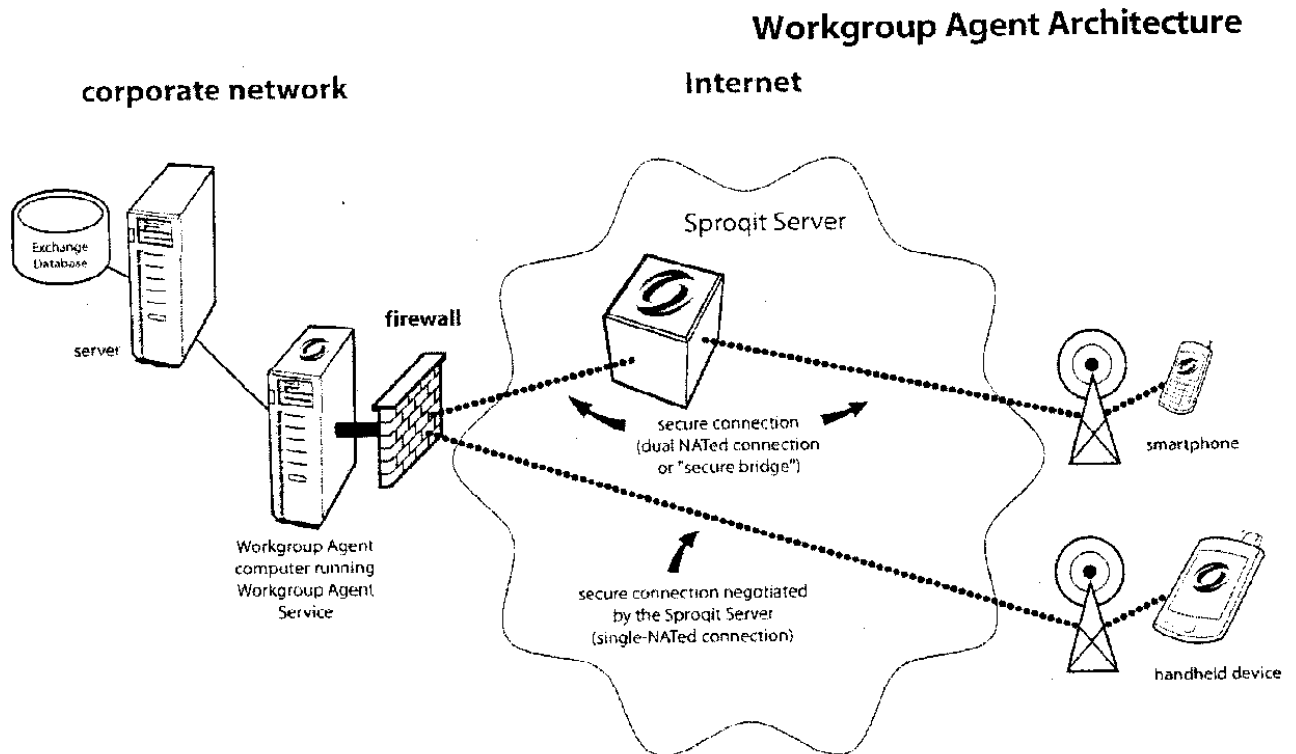 Workgroup Agent Architecture
corporate network
Internet
Exchange
Database
server
firewall
Sproqit Server
secure connection
(dual NATed connection
or "secure bridge")
smartphone
Workgroup Agent
computer running
Workgroup Agent
Service
secure connection negotiated
by the Sproqit Server
(single-NATed connection)
handheld device